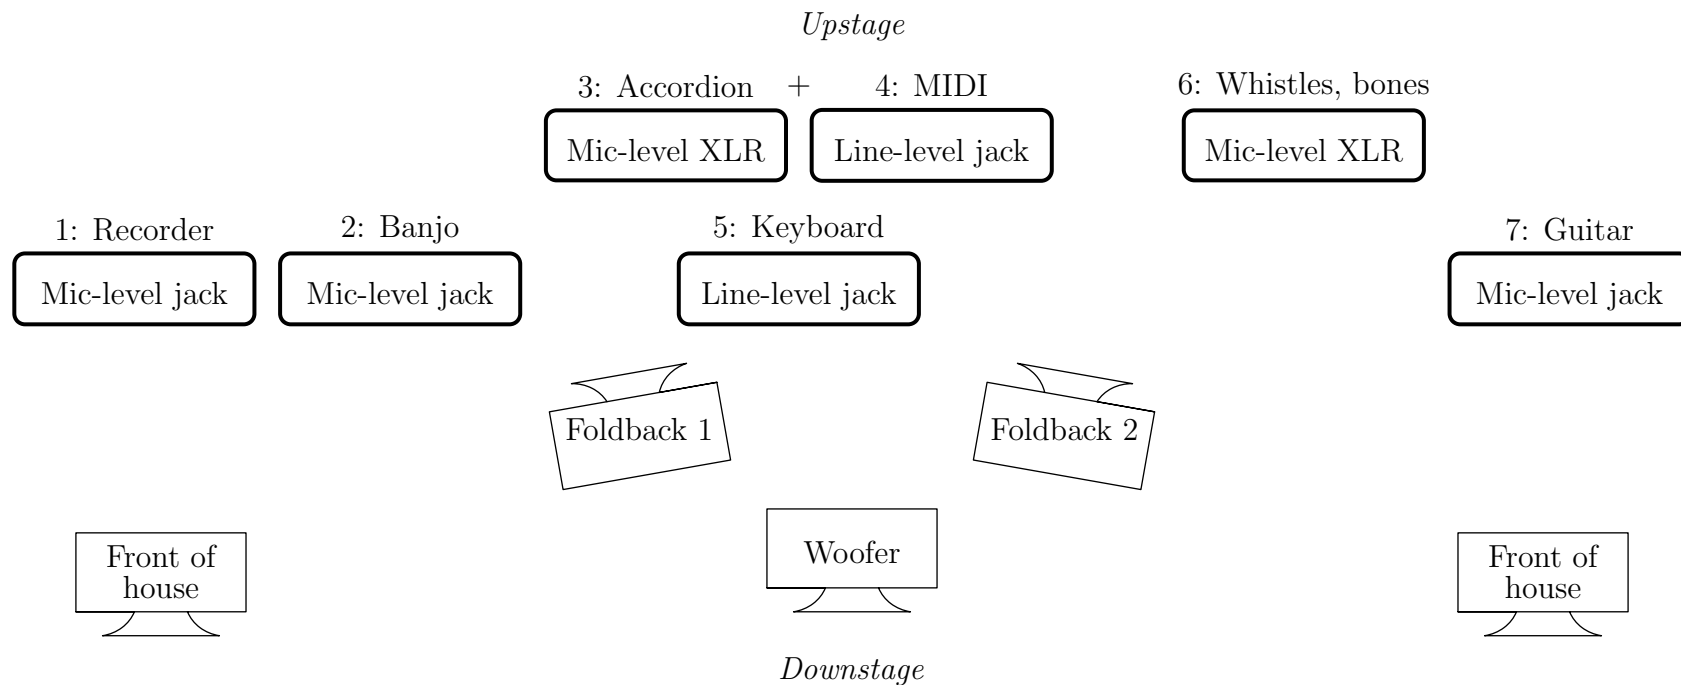 Upstage
3: Accordion + 4: MIDI 6: Whistles, bones
Mic-level XLR Line-level jack Mic-level XLR
1: Recorder 2: Banjo 5: Keyboard 7: Guitar
Mic-level jack Mic-level jack Line-level jack Mic-level jack
Foldback 1 Foldback 2
Front of
house
Woofer
Front of
house
Downstage